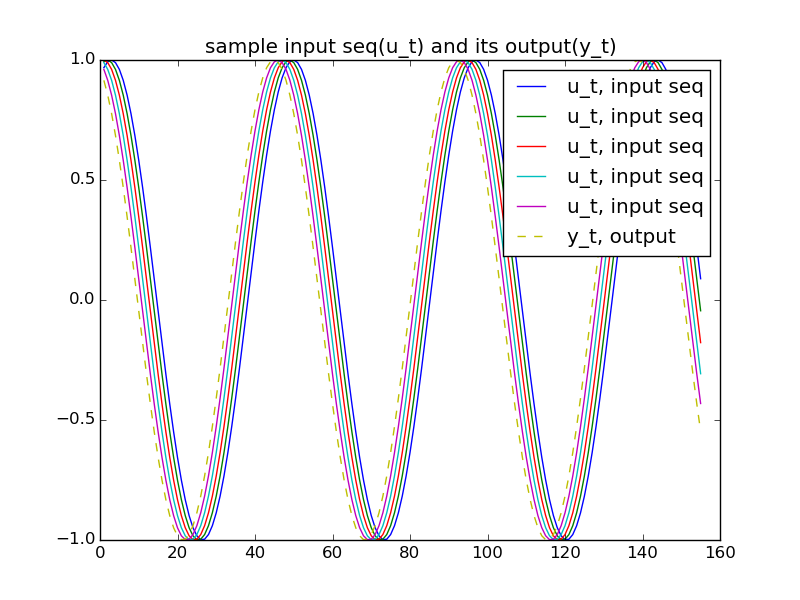 sample input seq(u_t) and its output(y_t)
1.0
0.5
0.0
−0.5
−1.0
u_t, input seq
u_t, input seq
u_t, input seq
u_t, input seq
u_t, input seq
y_t, output
0 20 40 60 80 100 120 140 160